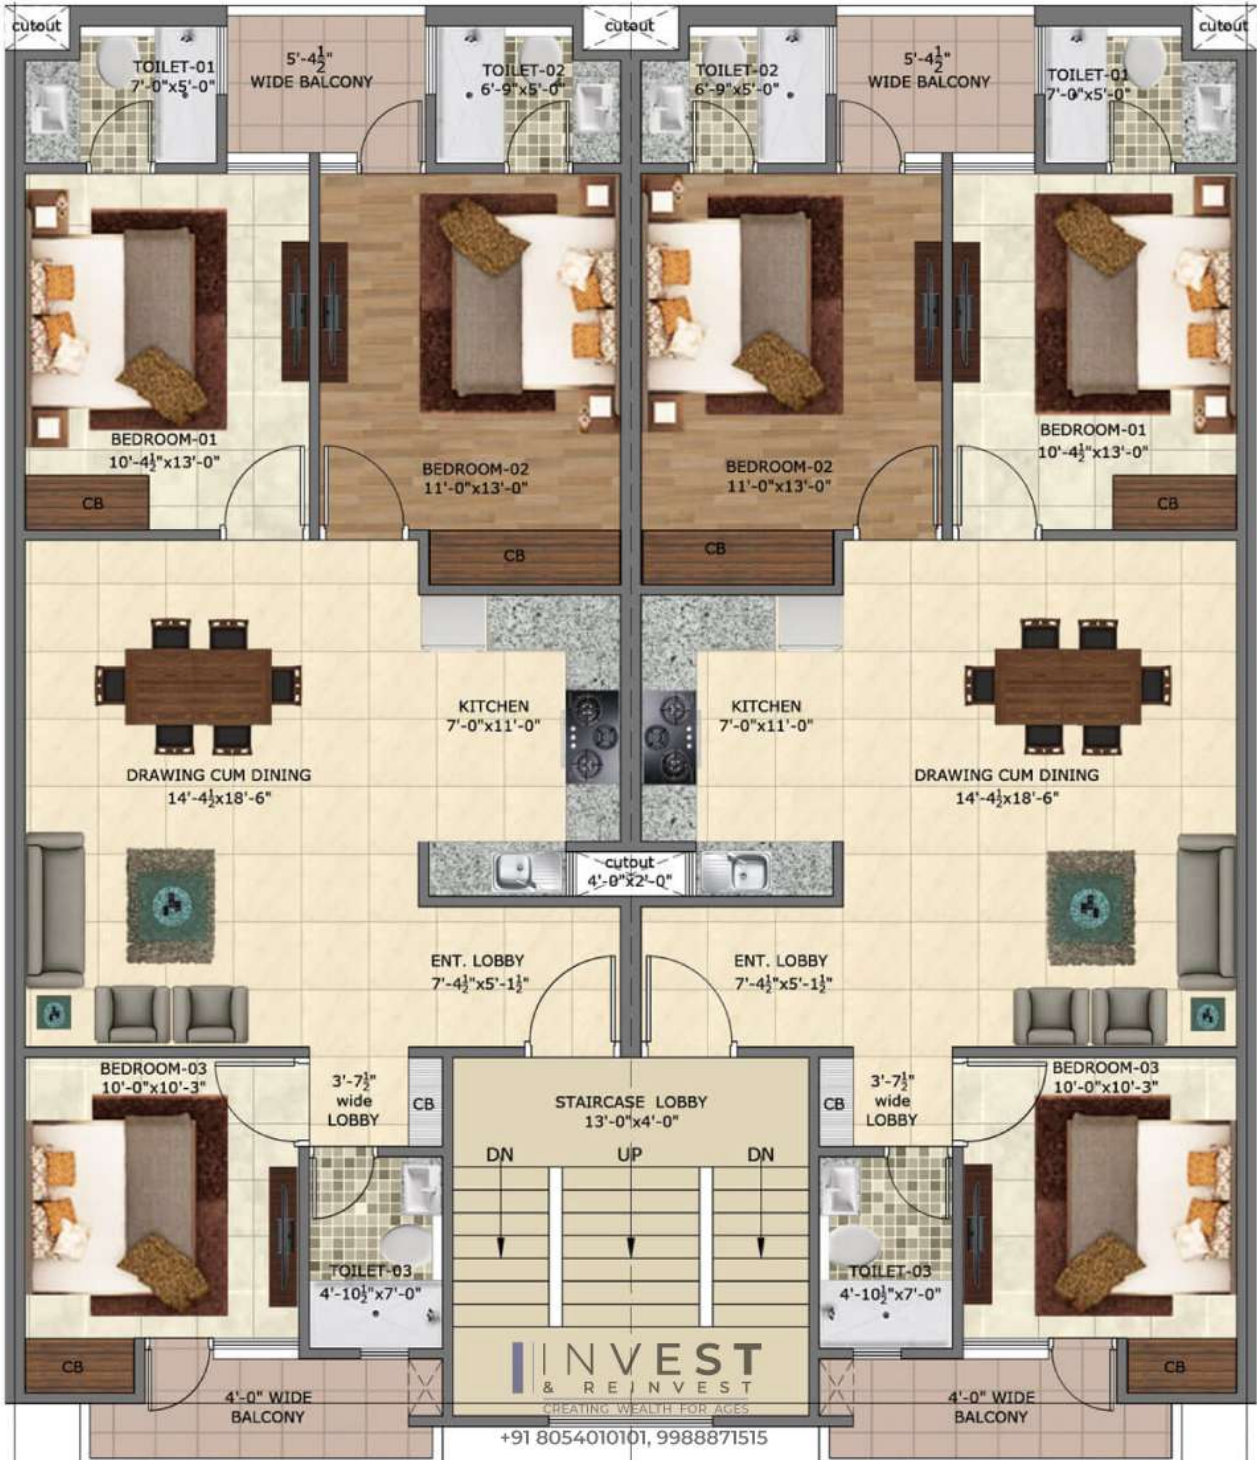 cutout
cutout
cutout
TOILET-01
7'-0"x5'-0"
5'-4½"
WIDE BALCONY
TOILET-02
6'-9"x5'-0"
TOILET-02
6'-9"x5'-0"
5'-4½"
WIDE BALCONY
TOILET-01
7'-0"x5'-0"
BEDROOM-01
10'-4½"x13'-0"
BEDROOM-02
11'-0"x13'-0"
BEDROOM-02
11'-0"x13'-0"
BEDROOM-01
10'-4½"x13'-0"
CB
CB
CB
CB
KITCHEN
7'-0"x11'-0"
KITCHEN
7'-0"x11'-0"
DRAWING CUM DINING
14'-4½x18'-6"
DRAWING CUM DINING
14'-4½x18'-6"
cutout
4'-0"x2'-0"
ENT. LOBBY
7'-4½"x5'-1½"
ENT. LOBBY
7'-4½"x5'-1½"
BEDROOM-03
10'-0"x10'-3"
3'-7½"
wide
LOBBY
CB
STAIRCASE LOBBY
13'-0"x4'-0"
CB
3'-7½"
wide
LOBBY
BEDROOM-03
10'-0"x10'-3"
DN
UP
DN
TOILET-03
4'-10½"x7'-0"
TOILET-03
4'-10½"x7'-0"
CB
4'-0" WIDE
BALCONY
INVEST
& REINVEST
CREATING WEALTH FOR AGES
+91 8054010101, 9988871515
4'-0" WIDE
BALCONY
CB